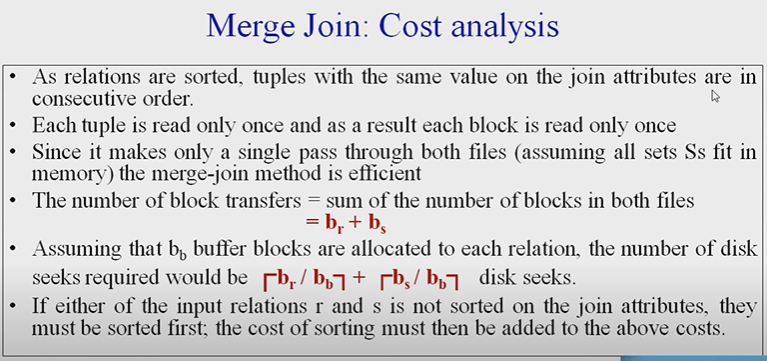 Merge Join: Cost analysis
• As relations are sorted, tuples with the same value on the join attributes are in
consecutive order.
• Each tuple is read only once and as a result each block is read only once
• Since it makes only a single pass through both files (assuming all sets Ss fit in
memory) the merge-join method is efficient
• The number of block transfers = sum of the number of blocks in both files
= bᵣ + bₛ
• Assuming that b_b buffer blocks are allocated to each relation, the number of disk
seeks required would be ⌈bᵣ / b_b⌉ + ⌈bₛ / b_b⌉ disk seeks.
• If either of the input relations r and s is not sorted on the join attributes, they
must be sorted first; the cost of sorting must then be added to the above costs.